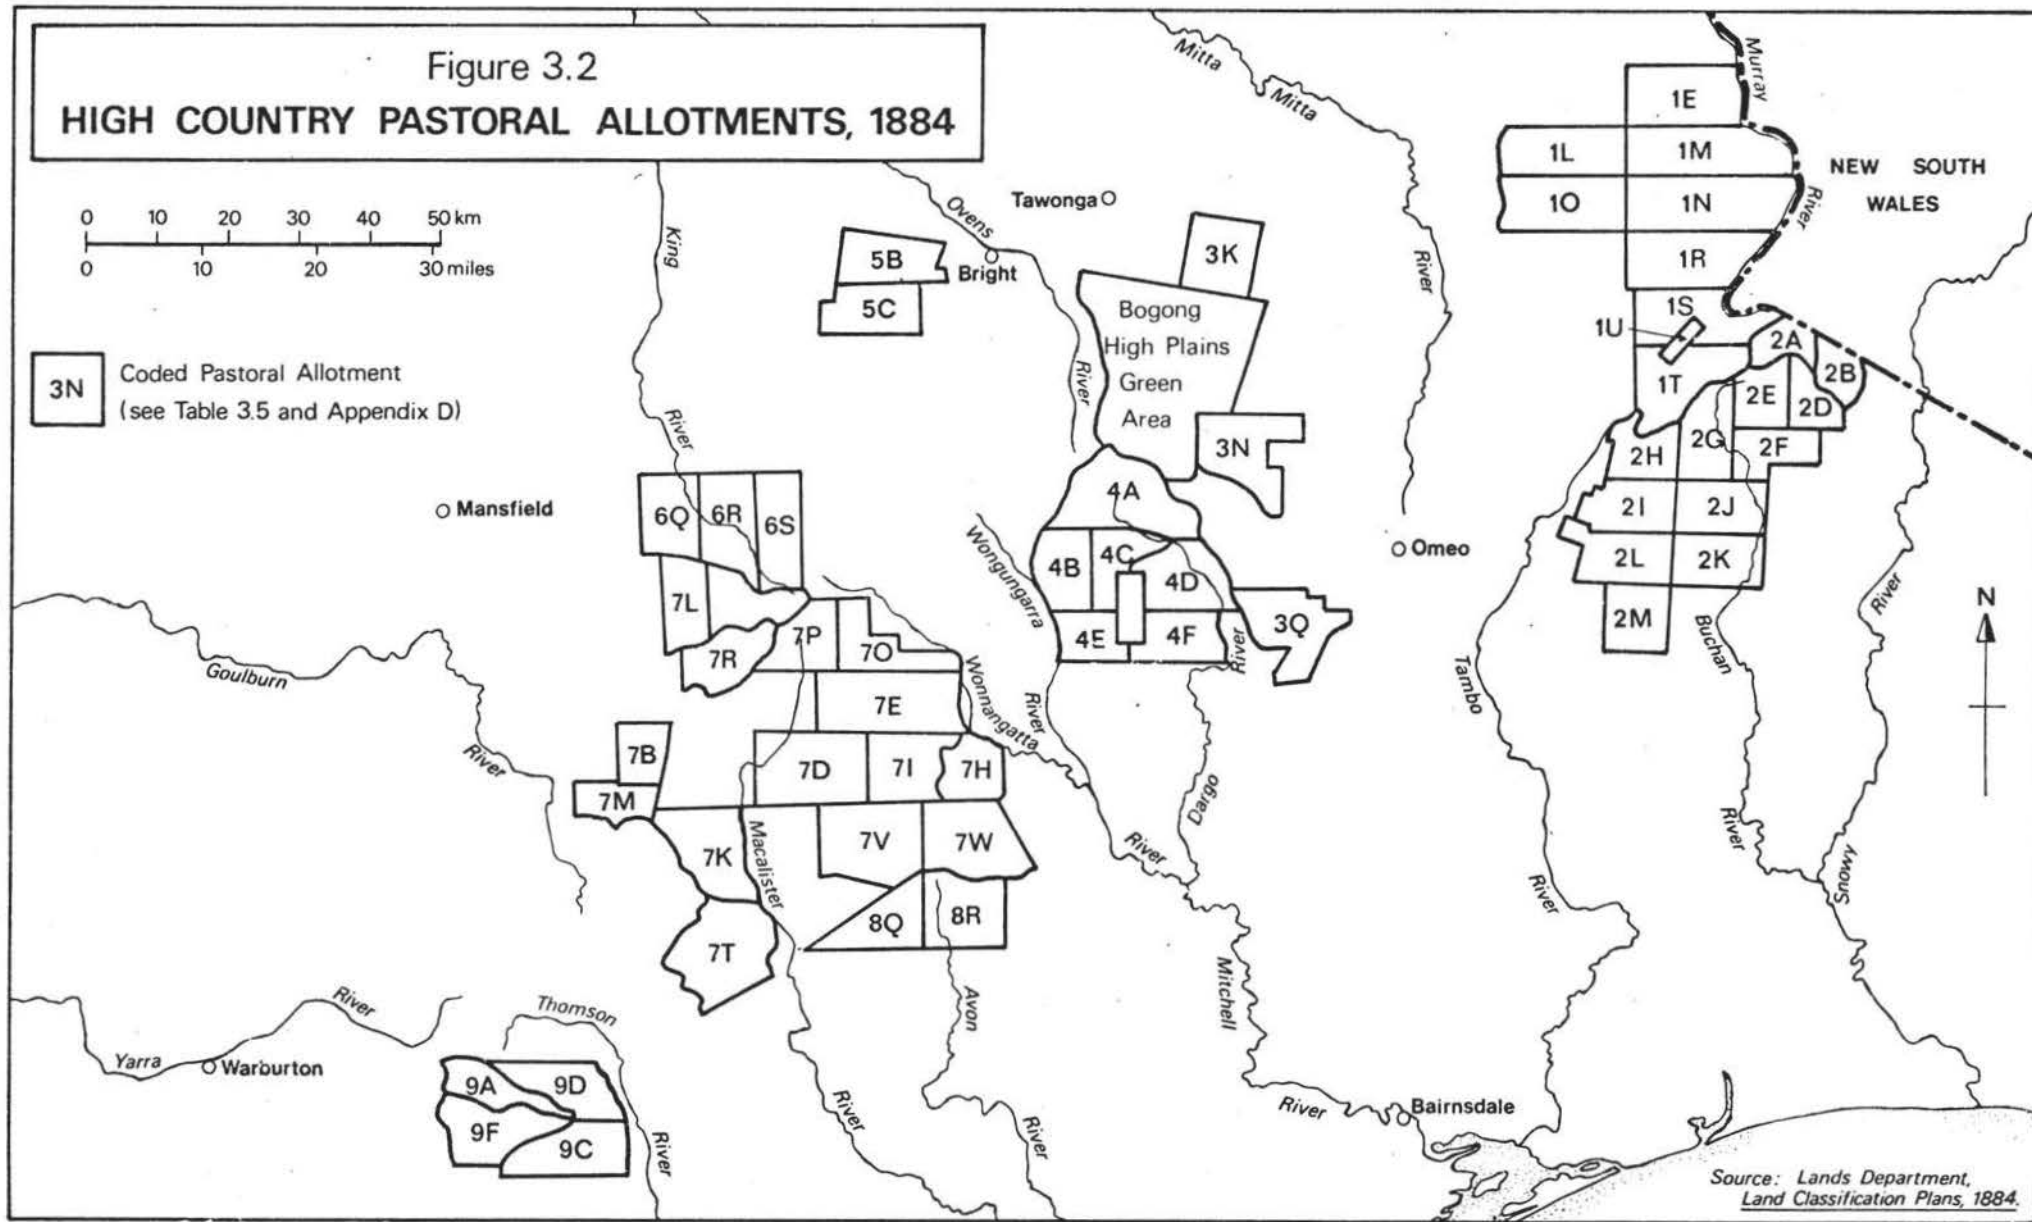 Figure 3.2
HIGH COUNTRY PASTORAL ALLOTMENTS, 1884
0 10 20 30 40 50 km
0 10 20 30 miles
3N
Coded Pastoral Allotment
(see Table 3.5 and Appendix D)
Mitta
Mitta
River
Murray
River
NEW SOUTH
WALES
1E
1L
1M
1O
1N
1R
1S
1U
1T
2A
2B
2E
2D
2G
2F
2H
2I
2J
2L
2K
2M
King
River
Ovens
River
Tawonga
Bright
5B
5C
3K
Bogong
High Plains
Green
Area
3N
4A
4B
4C
4D
4E
4F
3Q
Omeo
Mansfield
6Q
6R
6S
7L
7R
7P
7O
7E
7B
7M
7D
7I
7H
7K
7V
7W
7T
8Q
8R
Wongungarra
River
Wonnangatta
River
Dargo
River
Goulburn
River
Macalister
River
Avon
River
Mitchell
River
Tambo
River
Buchan
River
Snowy
River
N
Yarra
River
Warburton
Thomson
River
9A
9D
9F
9C
Bairnsdale
Source: Lands Department,
Land Classification Plans, 1884.